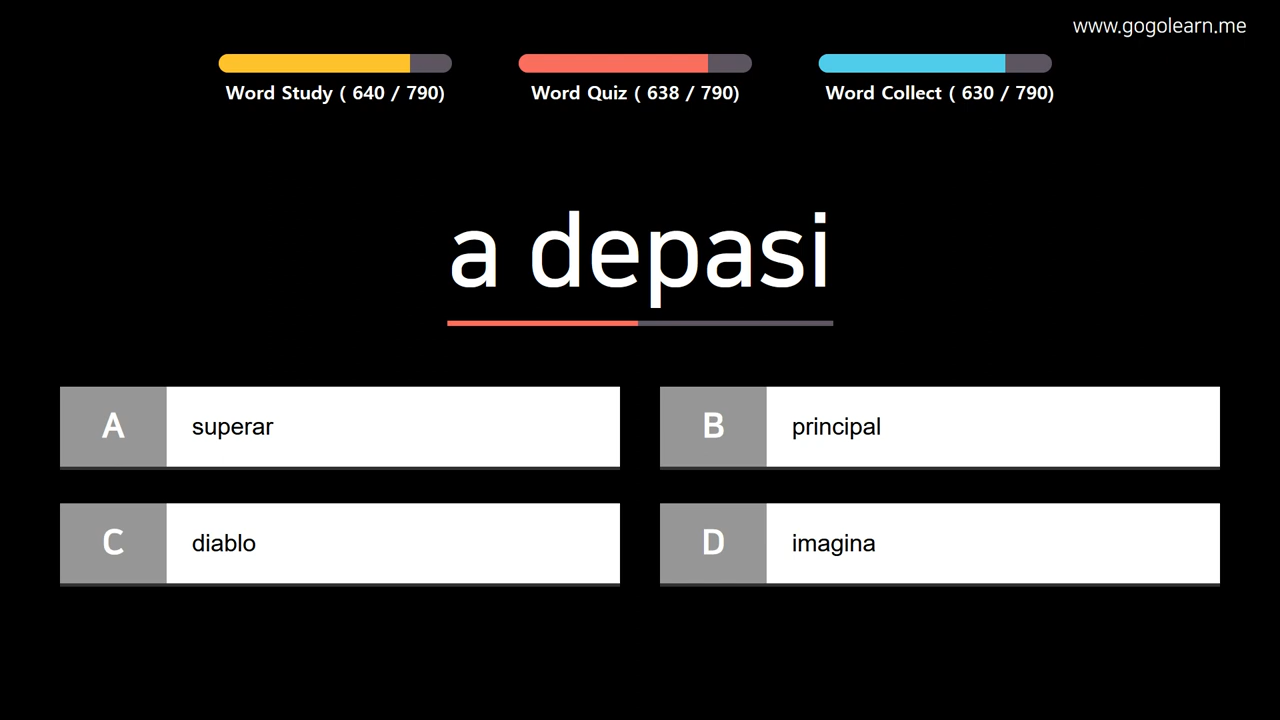 www.gogolearn.me
Word Study ( 640 / 790)
Word Quiz ( 638 / 790)
Word Collect ( 630 / 790)
a depasi
A superar
B principal
C diablo
D imagina